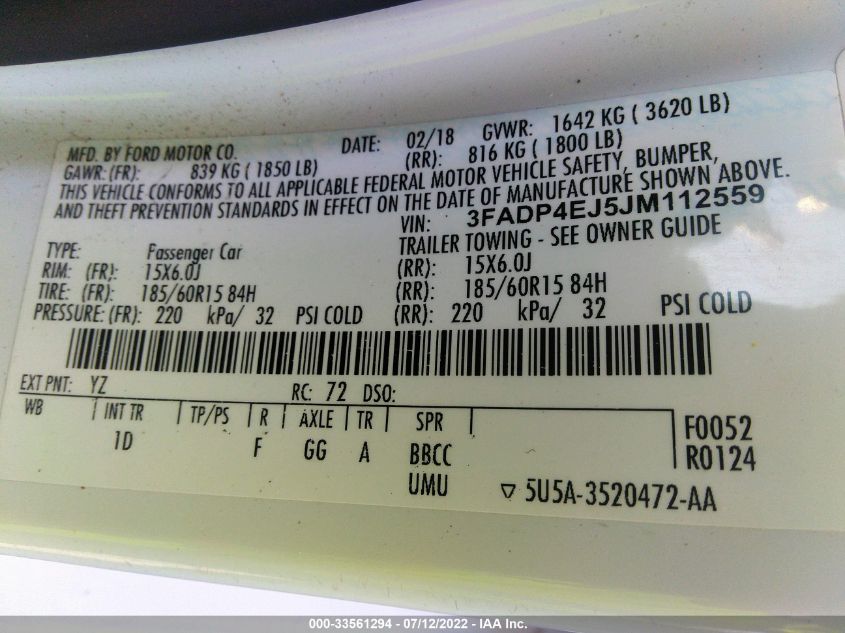 MFD. BY FORD MOTOR CO. DATE: 02/18 GVWR: 1642 KG ( 3620 LB)
GAWR: (FR): 839 KG ( 1850 LB) (RR): 816 KG ( 1800 LB)
THIS VEHICLE CONFORMS TO ALL APPLICABLE FEDERAL MOTOR VEHICLE SAFETY, BUMPER,
AND THEFT PREVENTION STANDARDS IN EFFECT ON THE DATE OF MANUFACTURE SHOWN ABOVE.
VIN: 3FADP4EJ5JM112559
TYPE: Passenger Car TRAILER TOWING - SEE OWNER GUIDE
RIM: (FR): 15X6.0J (RR): 15X6.0J
TIRE: (FR): 185/60R15 84H (RR): 185/60R15 84H
PRESSURE: (FR): 220 kPa/ 32 PSI COLD (RR): 220 kPa/ 32 PSI COLD
EXT PNT: YZ RC: 72 DSO:
WB INT TR TP/PS R AXLE TR SPR F0052
1D F GG A BBCC R0124
UMU ▽ 5U5A-3520472-AA
000-33561294 - 07/12/2022 - IAA Inc.